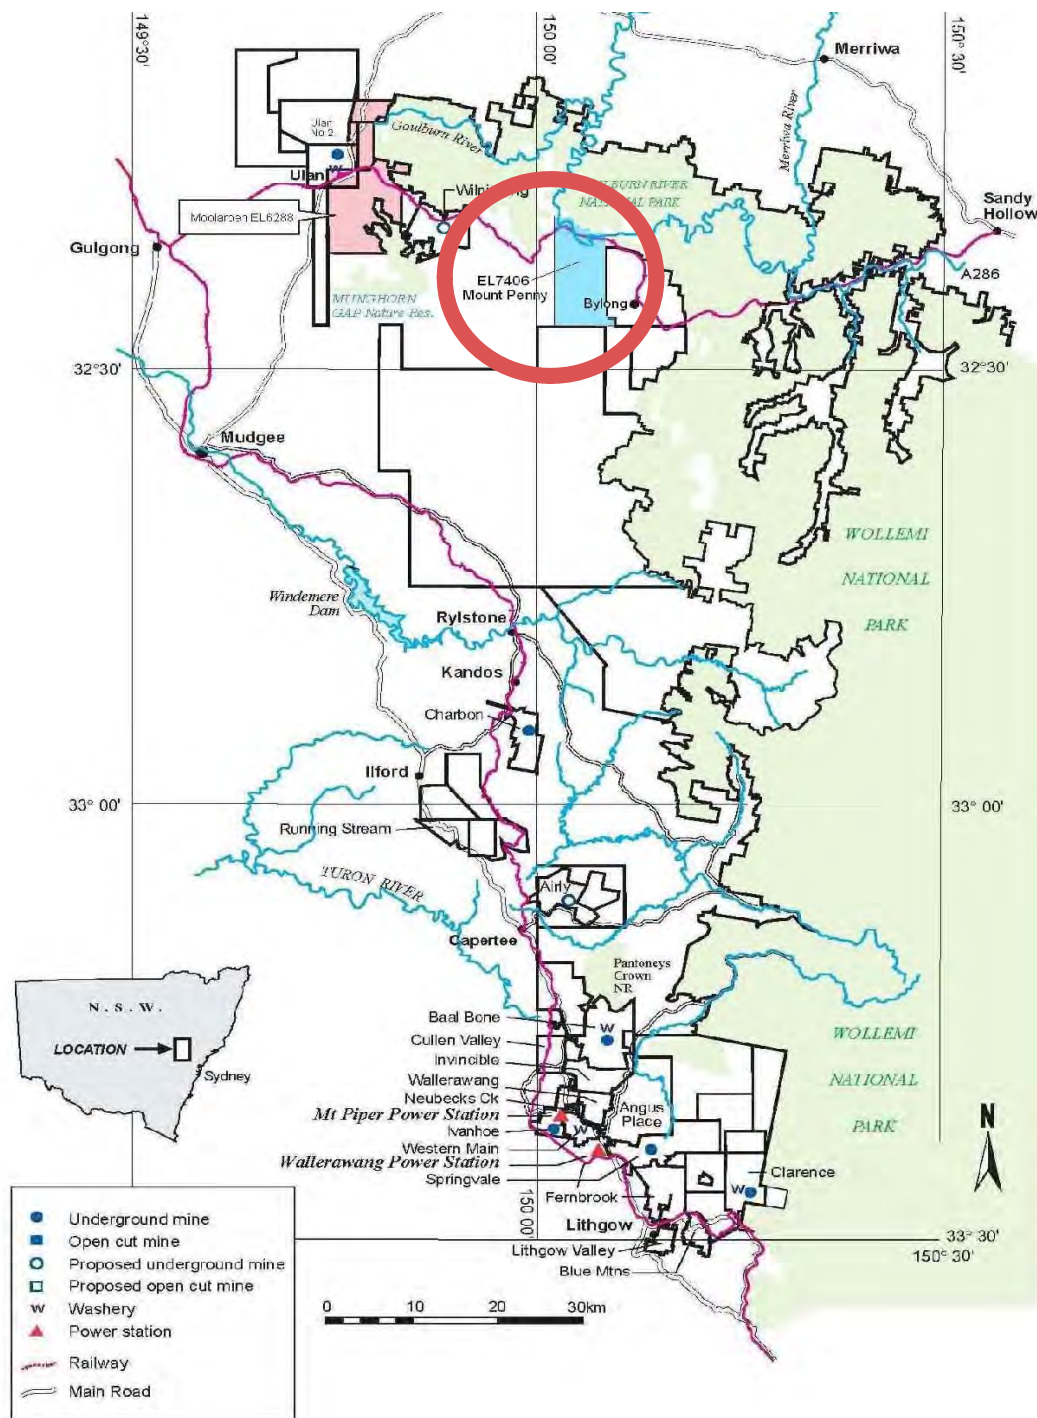 149°30'
150 00'
150° 30'
Merriwa
Merriwa River
Goulburn River
Ulan
No 2
w
Ulan
Moolarben EL6288
RIVER
NATIONAL PARK
Sandy
Hollow
Gulgong
A286
EL7406
Mount Penny
Bylong
MUNGHORN
GAP Nature Res.
32°30'
32°30'
Mudgee
WOLLEMI
NATIONAL
PARK
Windemere
Dam
Rylstone
Kandos
Charbon
Ilford
33° 00'
33° 00'
Running Stream
TURON RIVER
Airly
Capertee
Pantoneys
Crown
NR
N. S. W.
LOCATION
Sydney
Baal Bone
w
Cullen Valley
Invincible
Wallerawang
Neubecks Ck
Mt Piper Power Station
Angus
Place
Ivanhoe
w
Western Main
Wallerawang Power Station
Springvale
WOLLEMI
NATIONAL
PARK
N
Clarence
w
Fernbrook
150 00'
Lithgow
Lithgow Valley
Blue Mtns
33° 30'
150° 30'
Underground mine
Open cut mine
Proposed underground mine
Proposed open cut mine
w Washery
Power station
Railway
Main Road
0 10 20 30km